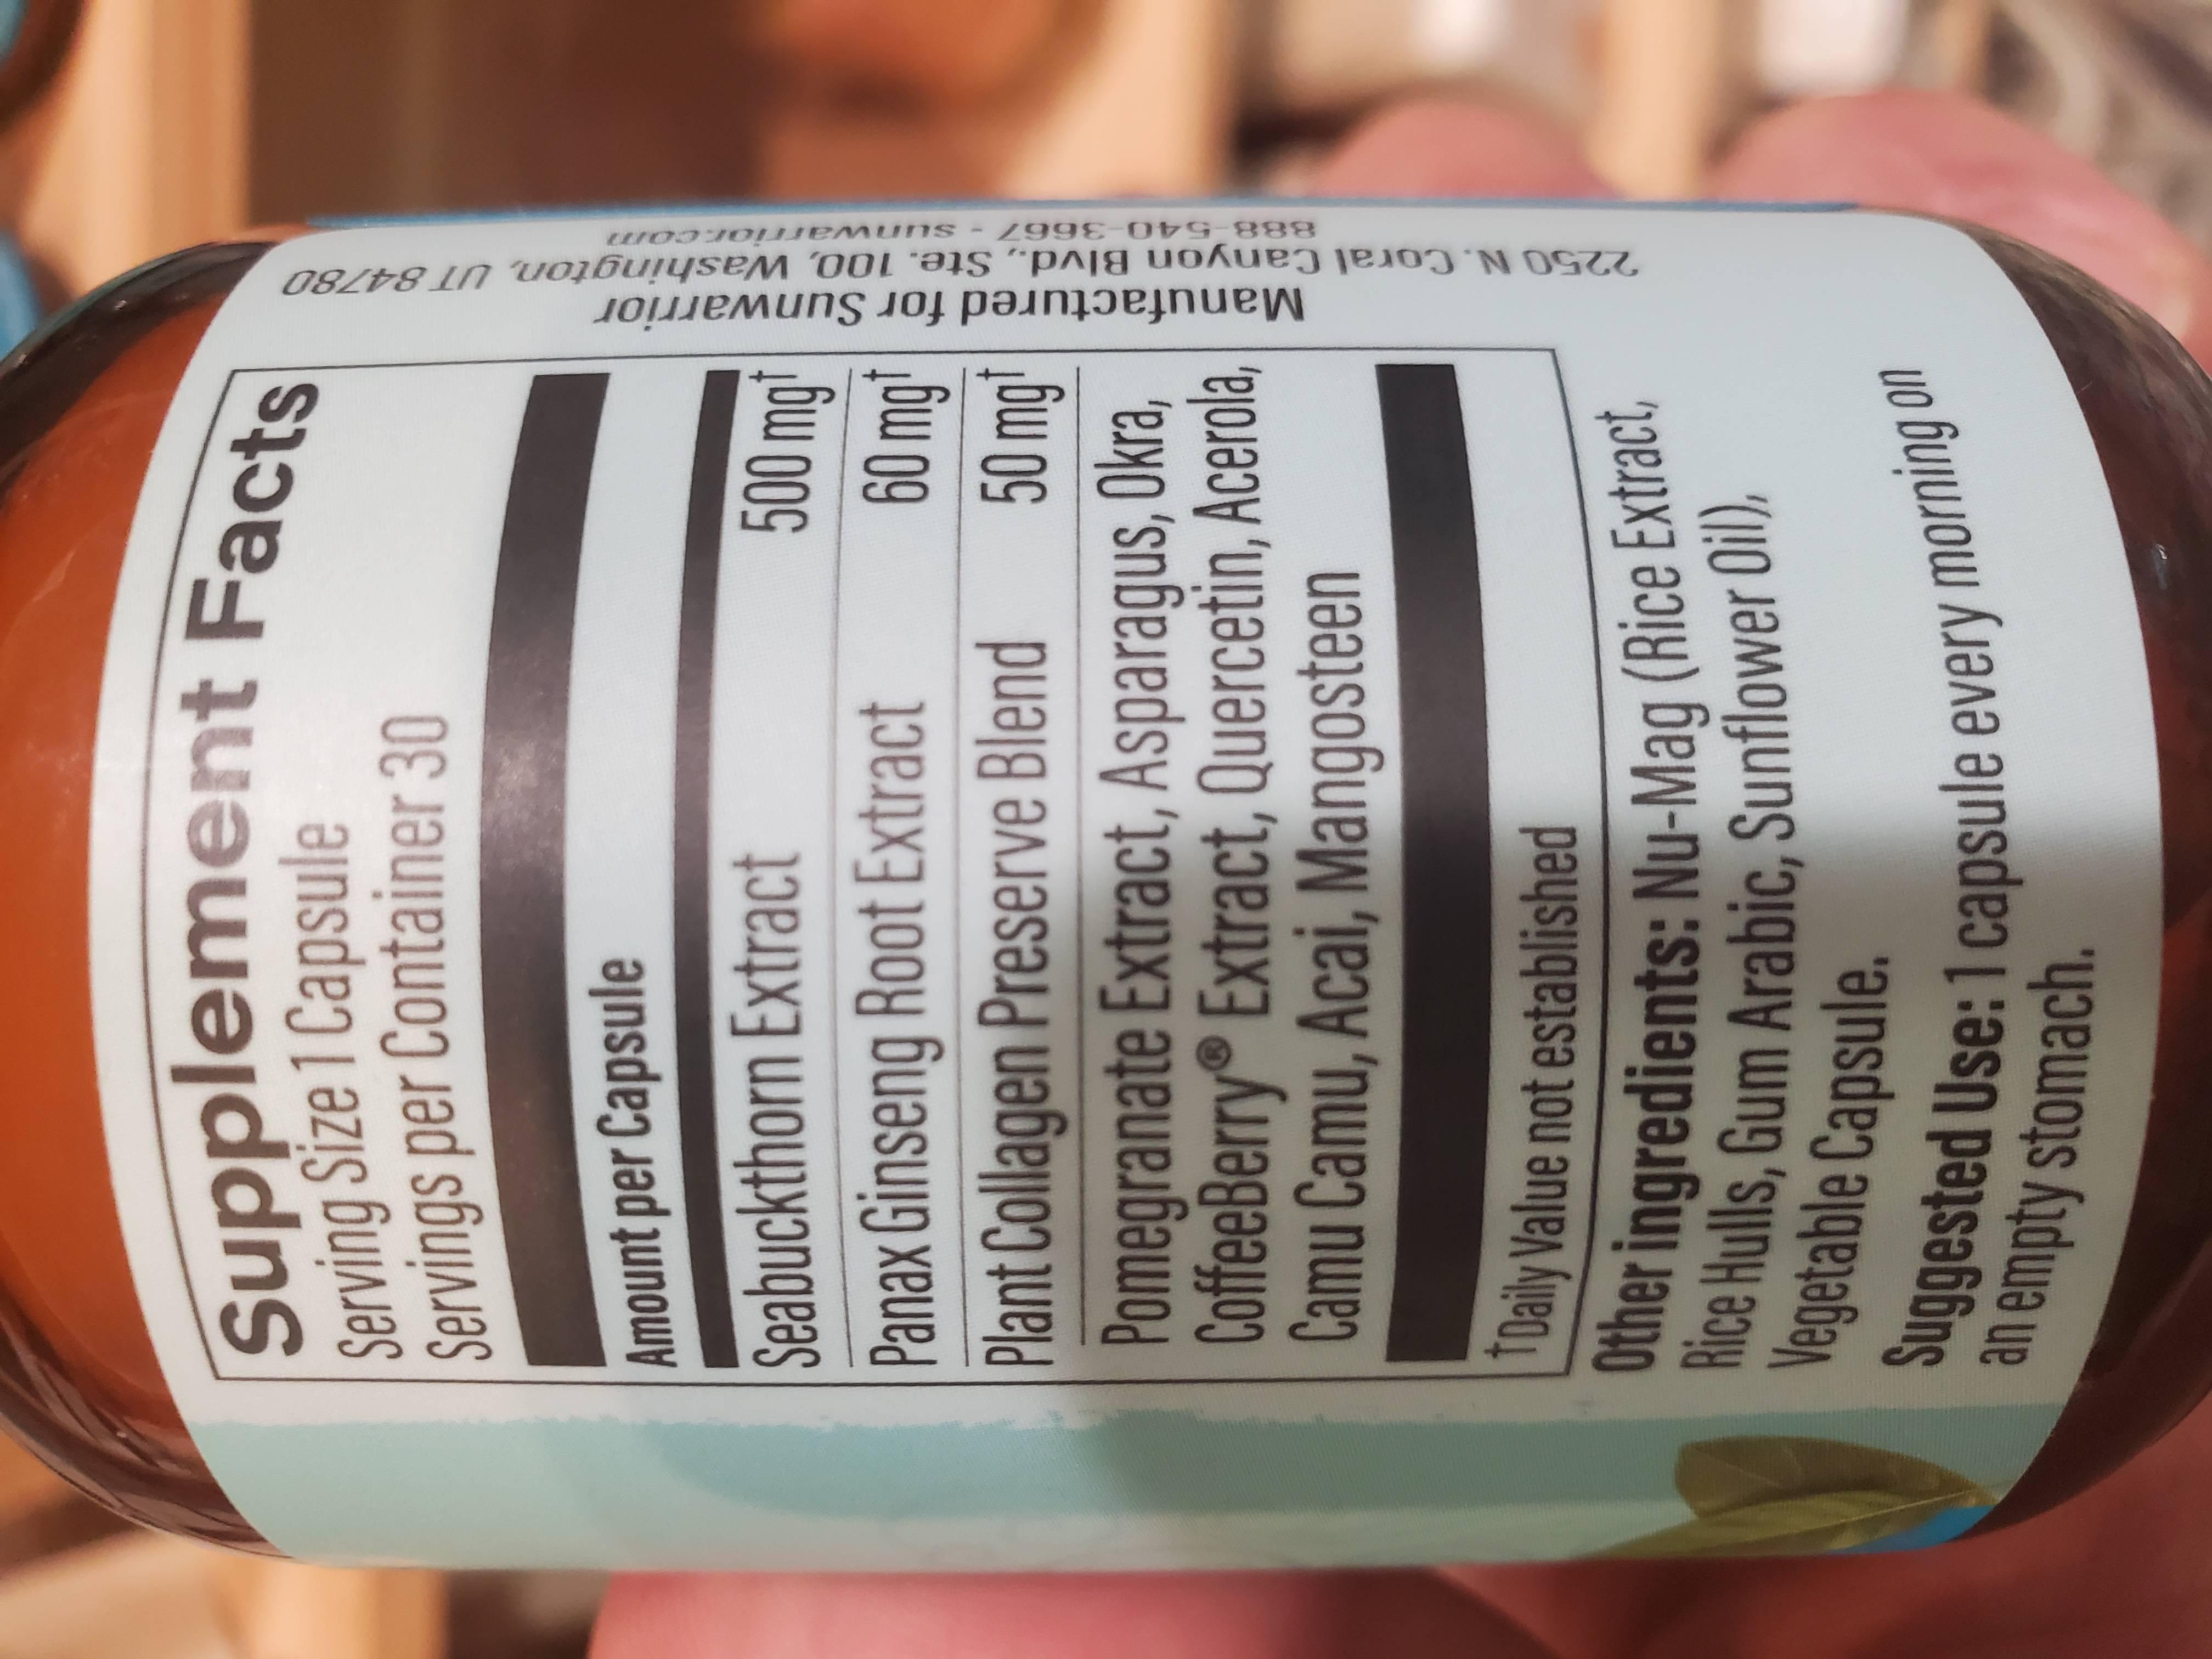 Supplement Facts
Serving Size 1 Capsule
Servings per Container 30
Amount per Capsule
Seabuckthorn Extract 500 mg†
Panax Ginseng Root Extract 60 mg†
Plant Collagen Preserve Blend 50 mg†
Pomegranate Extract, Asparagus, Okra,
CoffeeBerry® Extract, Quercetin, Acerola,
Camu Camu, Acai, Mangosteen
†Daily Value not established
Other ingredients: Nu-Mag (Rice Extract,
Rice Hulls, Gum Arabic, Sunflower Oil),
Vegetable Capsule.
Suggested Use: 1 capsule every morning on
an empty stomach.
Manufactured for Sunwarrior
2250 N. Coral Canyon Blvd., Ste. 100, Washington, UT 84780
888-540-3667 - sunwarrior.com